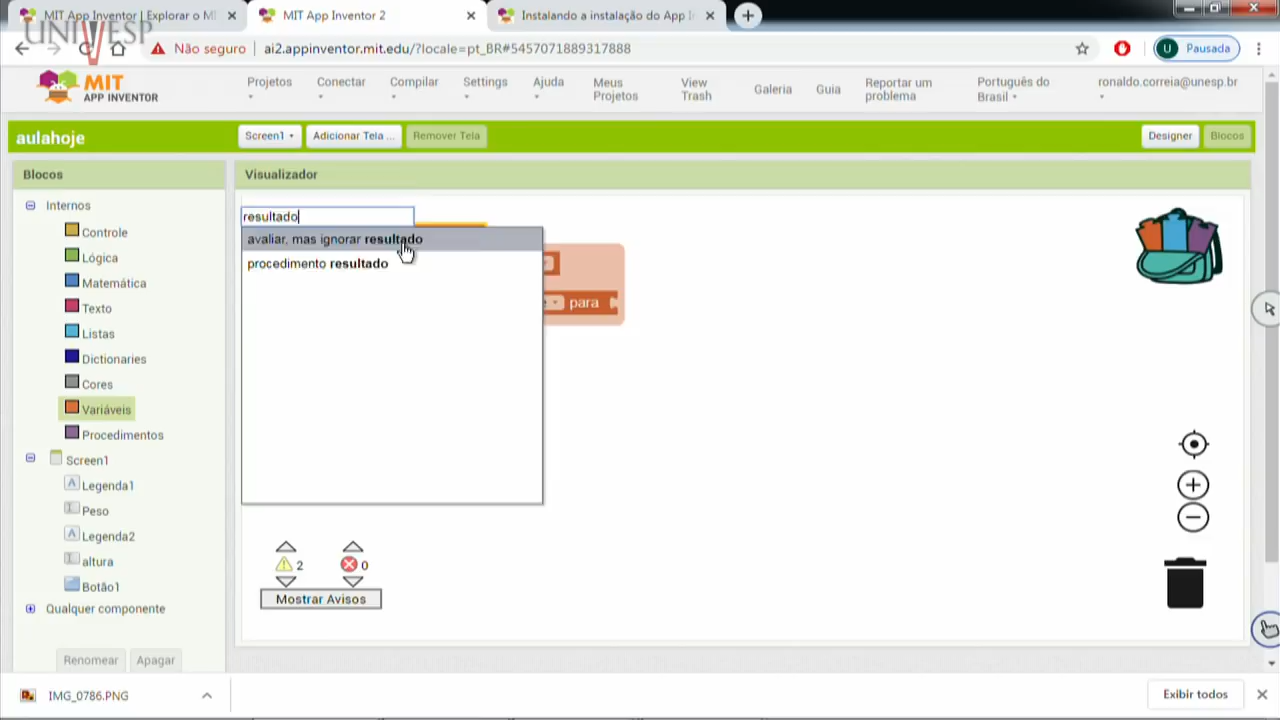 MIT App Inventor | Explorar o MI
MIT App Inventor 2
Instalando a instalação do App I
UNIVESP
Não seguro
ai2.appinventor.mit.edu/?locale=pt_BR#5457071889317888
U Pausada
MIT
APP INVENTOR
Projetos
Conectar
Compilar
Settings
Ajuda
Meus
Projetos
View
Trash
Galeria
Guia
Reportar um
problema
Português do
Brasil
ronaldo.correia@unesp.br
aulahoje
Screen1
Adicionar Tela ...
Remover Tela
Designer
Blocos
Blocos
Visualizador
Internos
Controle
Lógica
Matemática
Texto
Listas
Dictionaries
Cores
Variáveis
Procedimentos
Screen1
Legenda1
Peso
Legenda2
altura
Botão1
Qualquer componente
Renomear
Apagar
resultado
avaliar, mas ignorar resultado
procedimento resultado
para
2
0
Mostrar Avisos
IMG_0786.PNG
Exibir todos